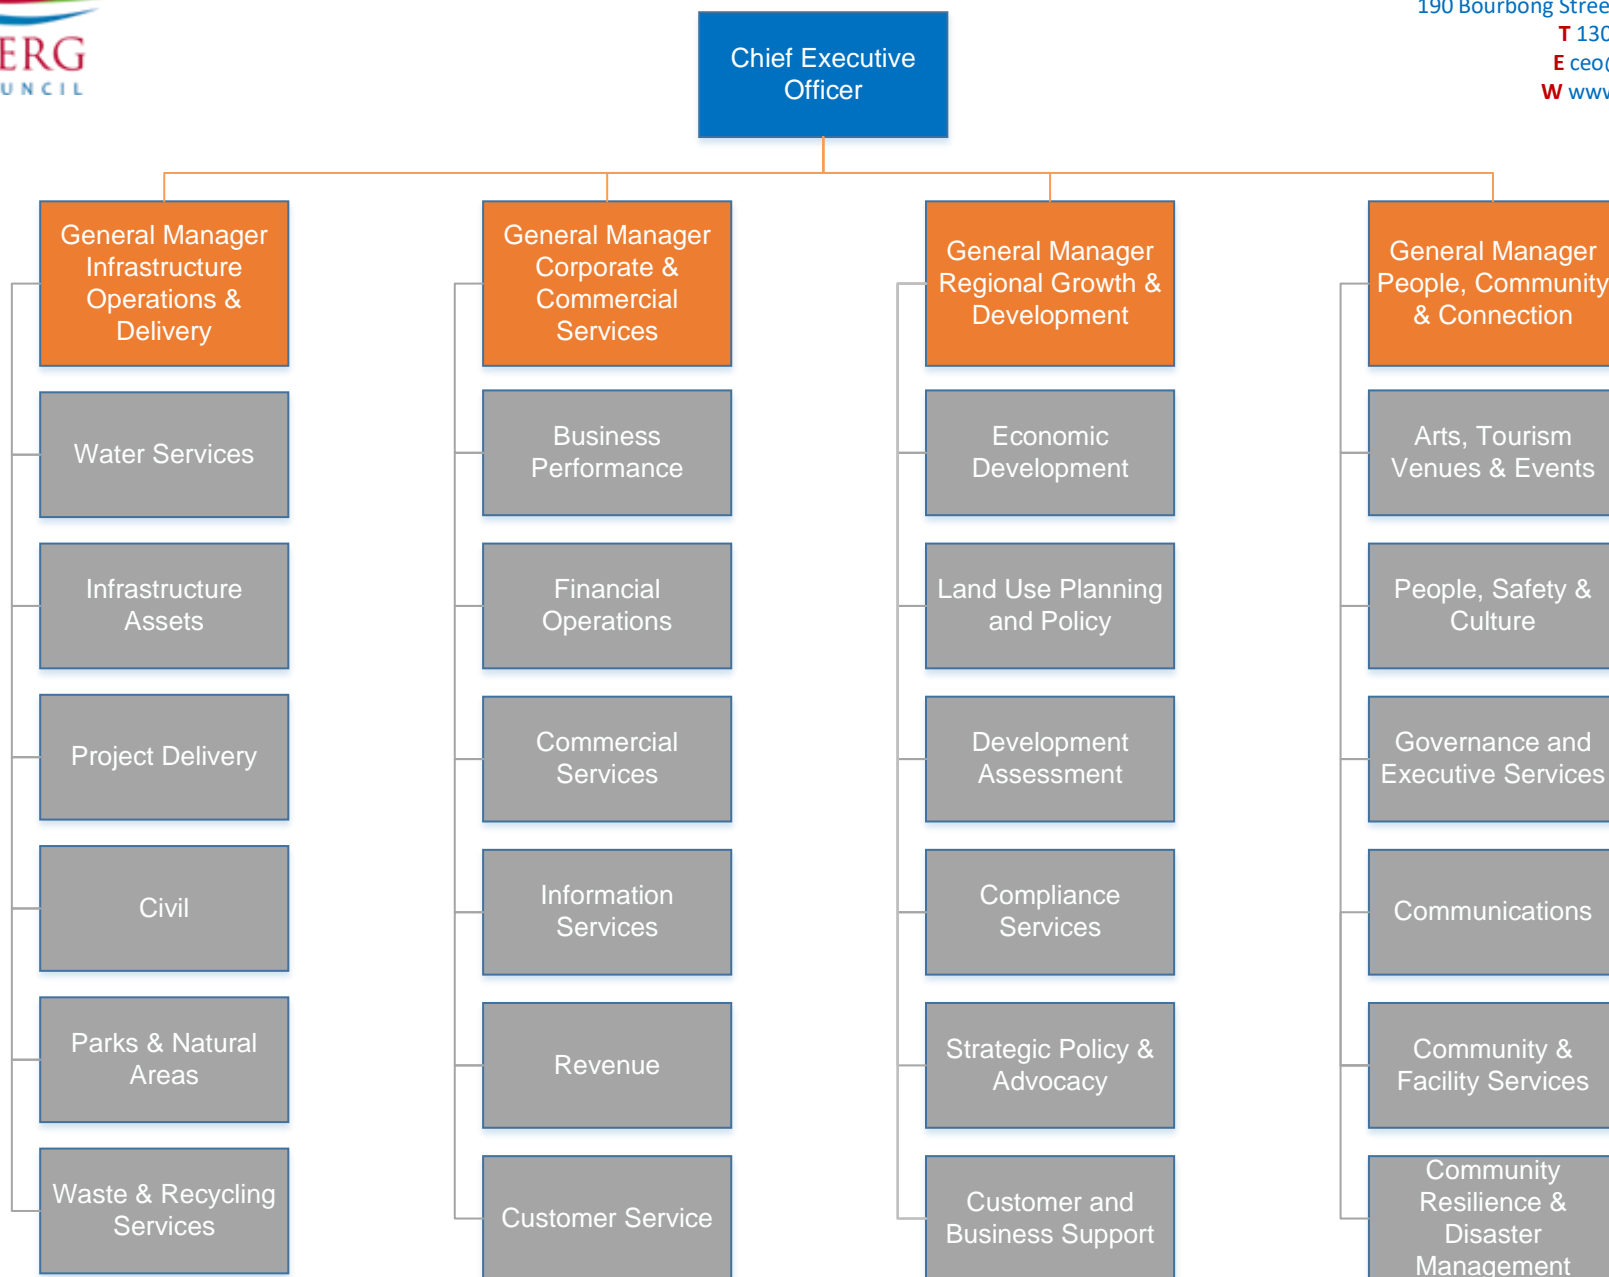 ERG
UNCIL
190 Bourbong Stree
T 130
E ceo@
W www
Chief Executive
Officer
General Manager
Infrastructure
Operations &
Delivery
Water Services
Infrastructure
Assets
Project Delivery
Civil
Parks & Natural
Areas
Waste & Recycling
Services
General Manager
Corporate &
Commercial
Services
Business
Performance
Financial
Operations
Commercial
Services
Information
Services
Revenue
Customer Service
General Manager
Regional Growth &
Development
Economic
Development
Land Use Planning
and Policy
Development
Assessment
Compliance
Services
Strategic Policy &
Advocacy
Customer and
Business Support
General Manager
People, Community
& Connection
Arts, Tourism
Venues & Events
People, Safety &
Culture
Governance and
Executive Services
Communications
Community &
Facility Services
Community
Resilience &
Disaster
Management